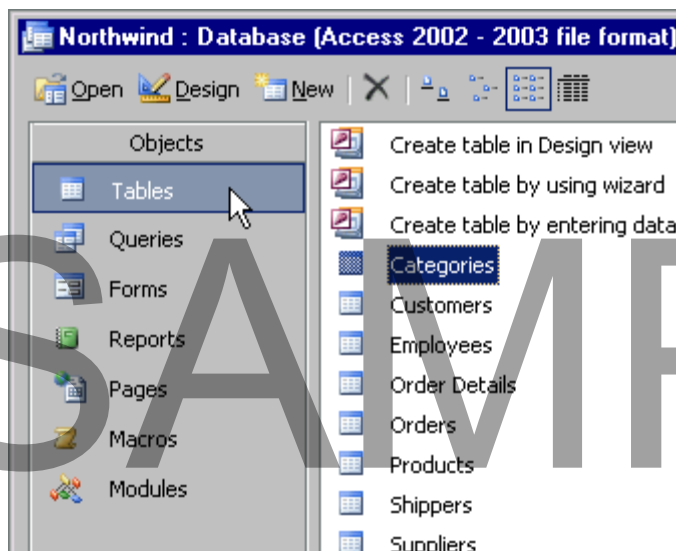 Northwind : Database (Access 2002 - 2003 file format)
Open Design New
Objects
Tables
Queries
Forms
Reports
Pages
Macros
Modules
Create table in Design view
Create table by using wizard
Create table by entering data
Categories
Customers
Employees
Order Details
Orders
Products
Shippers
Suppliers